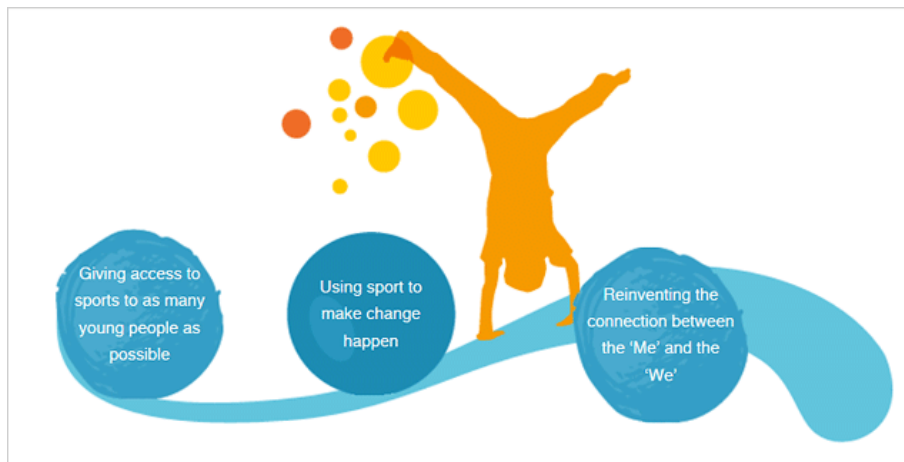 Giving access to
sports to as many
young people as
possible
Using sport to
make change
happen
Reinventing the
connection between
the 'Me' and the
'We'